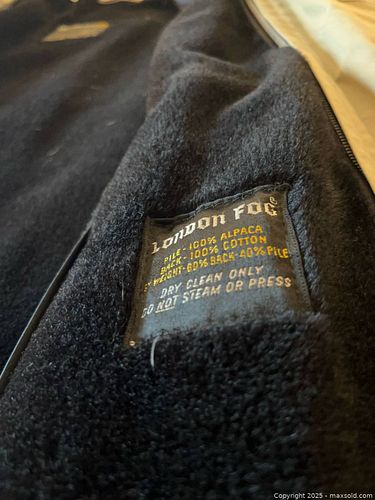 LONDON FOG®
PILE-100% ALPACA
BACK-100% COTTON
BY WEIGHT-60% BACK-40% PILE
DRY CLEAN ONLY
DO NOT STEAM OR PRESS
Copyright 2025 - maxsold.com